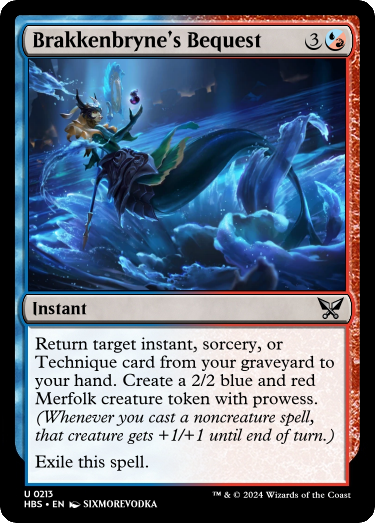 Brakkenbryne's Bequest 3
Instant
Return target instant, sorcery, or
Technique card from your graveyard to
your hand. Create a 2/2 blue and red
Merfolk creature token with prowess.
(Whenever you cast a noncreature spell,
that creature gets +1/+1 until end of turn.)
Exile this spell.
U 0213
HBS • EN SIXMOREVODKA
™ & © 2024 Wizards of the Coast